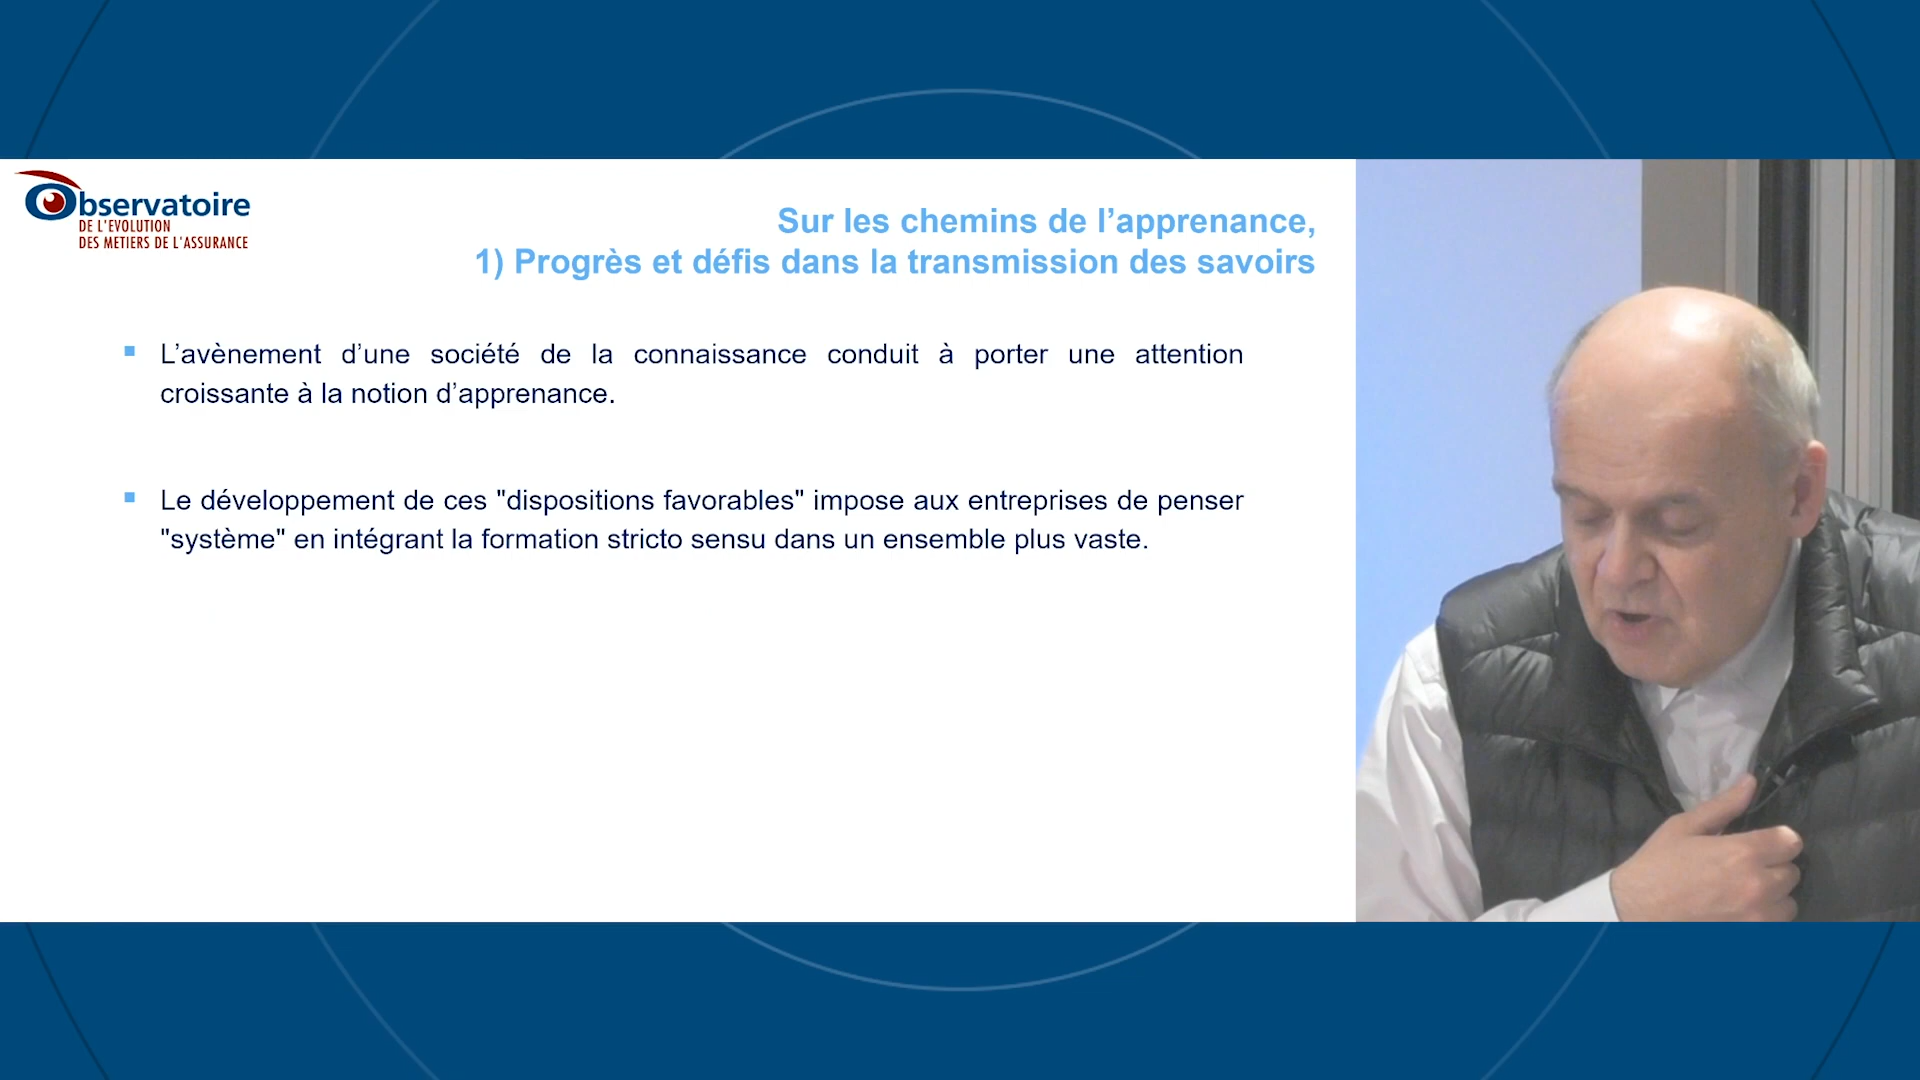 Observatoire
DE L'EVOLUTION
DES METIERS DE L'ASSURANCE
Sur les chemins de l’apprenance,
1) Progrès et défis dans la transmission des savoirs
L’avènement d’une société de la connaissance conduit à porter une attention
croissante à la notion d’apprenance.
Le développement de ces "dispositions favorables" impose aux entreprises de penser
"système" en intégrant la formation stricto sensu dans un ensemble plus vaste.